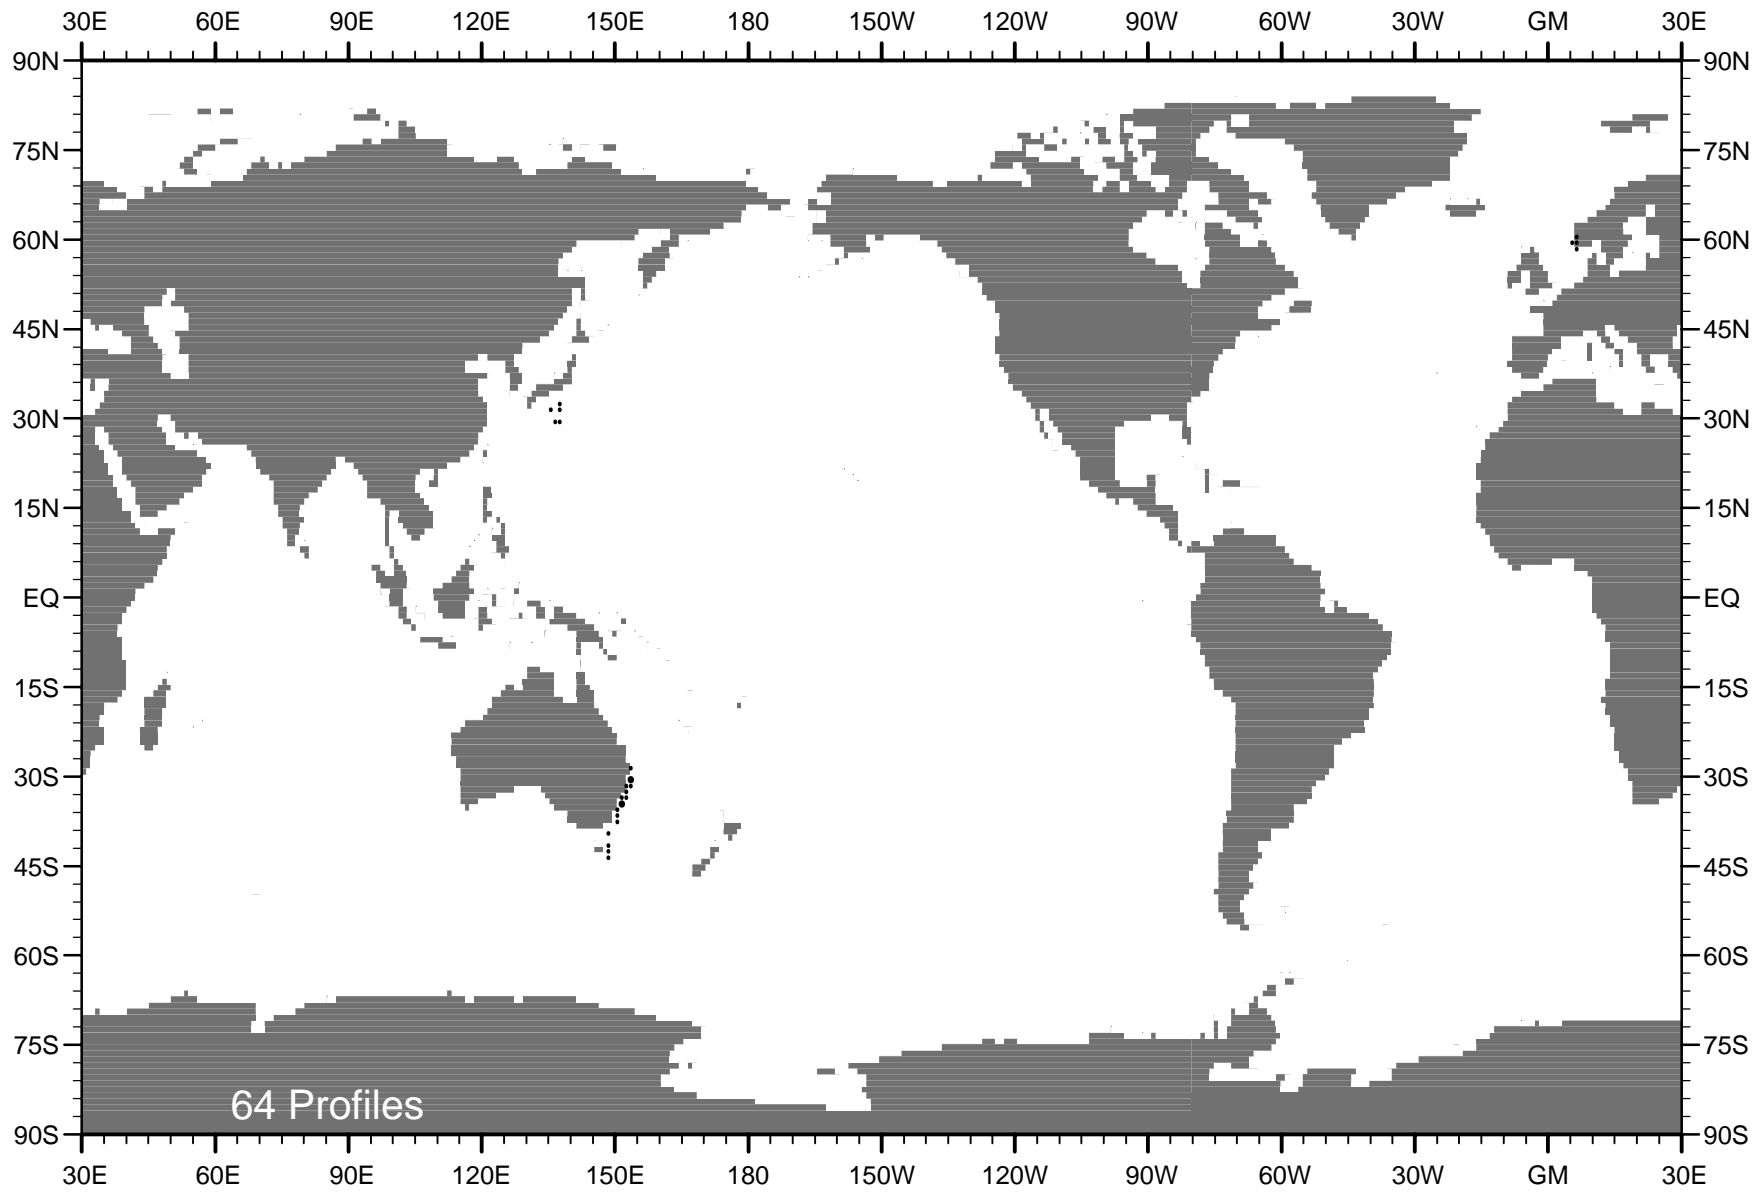 30E 60E 90E 120E 150E 180 150W 120W 90W 60W 30W GM 30E
90N 90N
75N 75N
60N 60N
45N 45N
30N 30N
15N 15N
EQ EQ
15S 15S
30S 30S
45S 45S
60S 60S
75S 75S
64 Profiles
90S 90S
30E 60E 90E 120E 150E 180 150W 120W 90W 60W 30W GM 30E